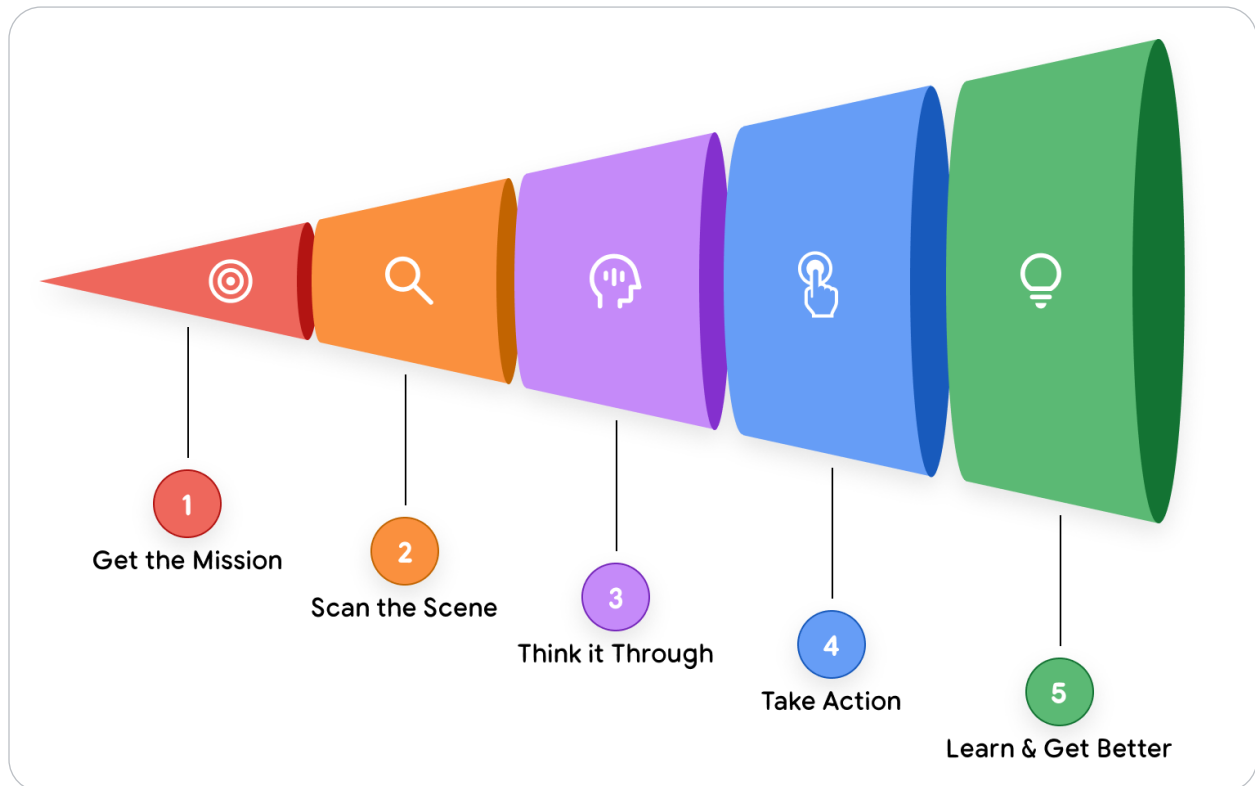 1
Get the Mission
2
Scan the Scene
3
Think it Through
4
Take Action
5
Learn & Get Better